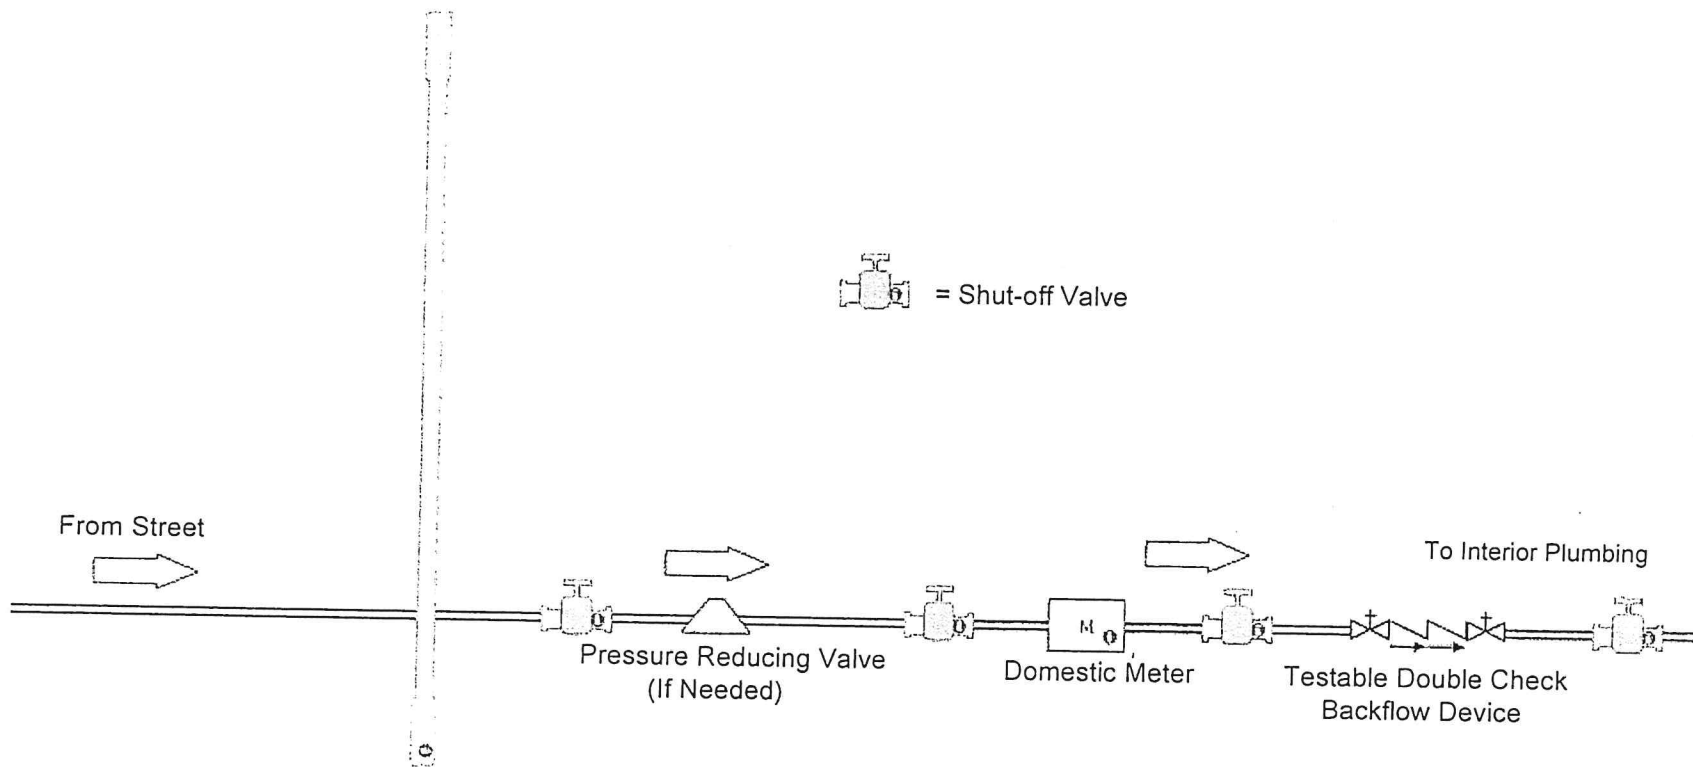 = Shut-off Valve
From Street
To Interior Plumbing
M
Pressure Reducing Valve
(If Needed)
Domestic Meter
Testable Double Check
Backflow Device